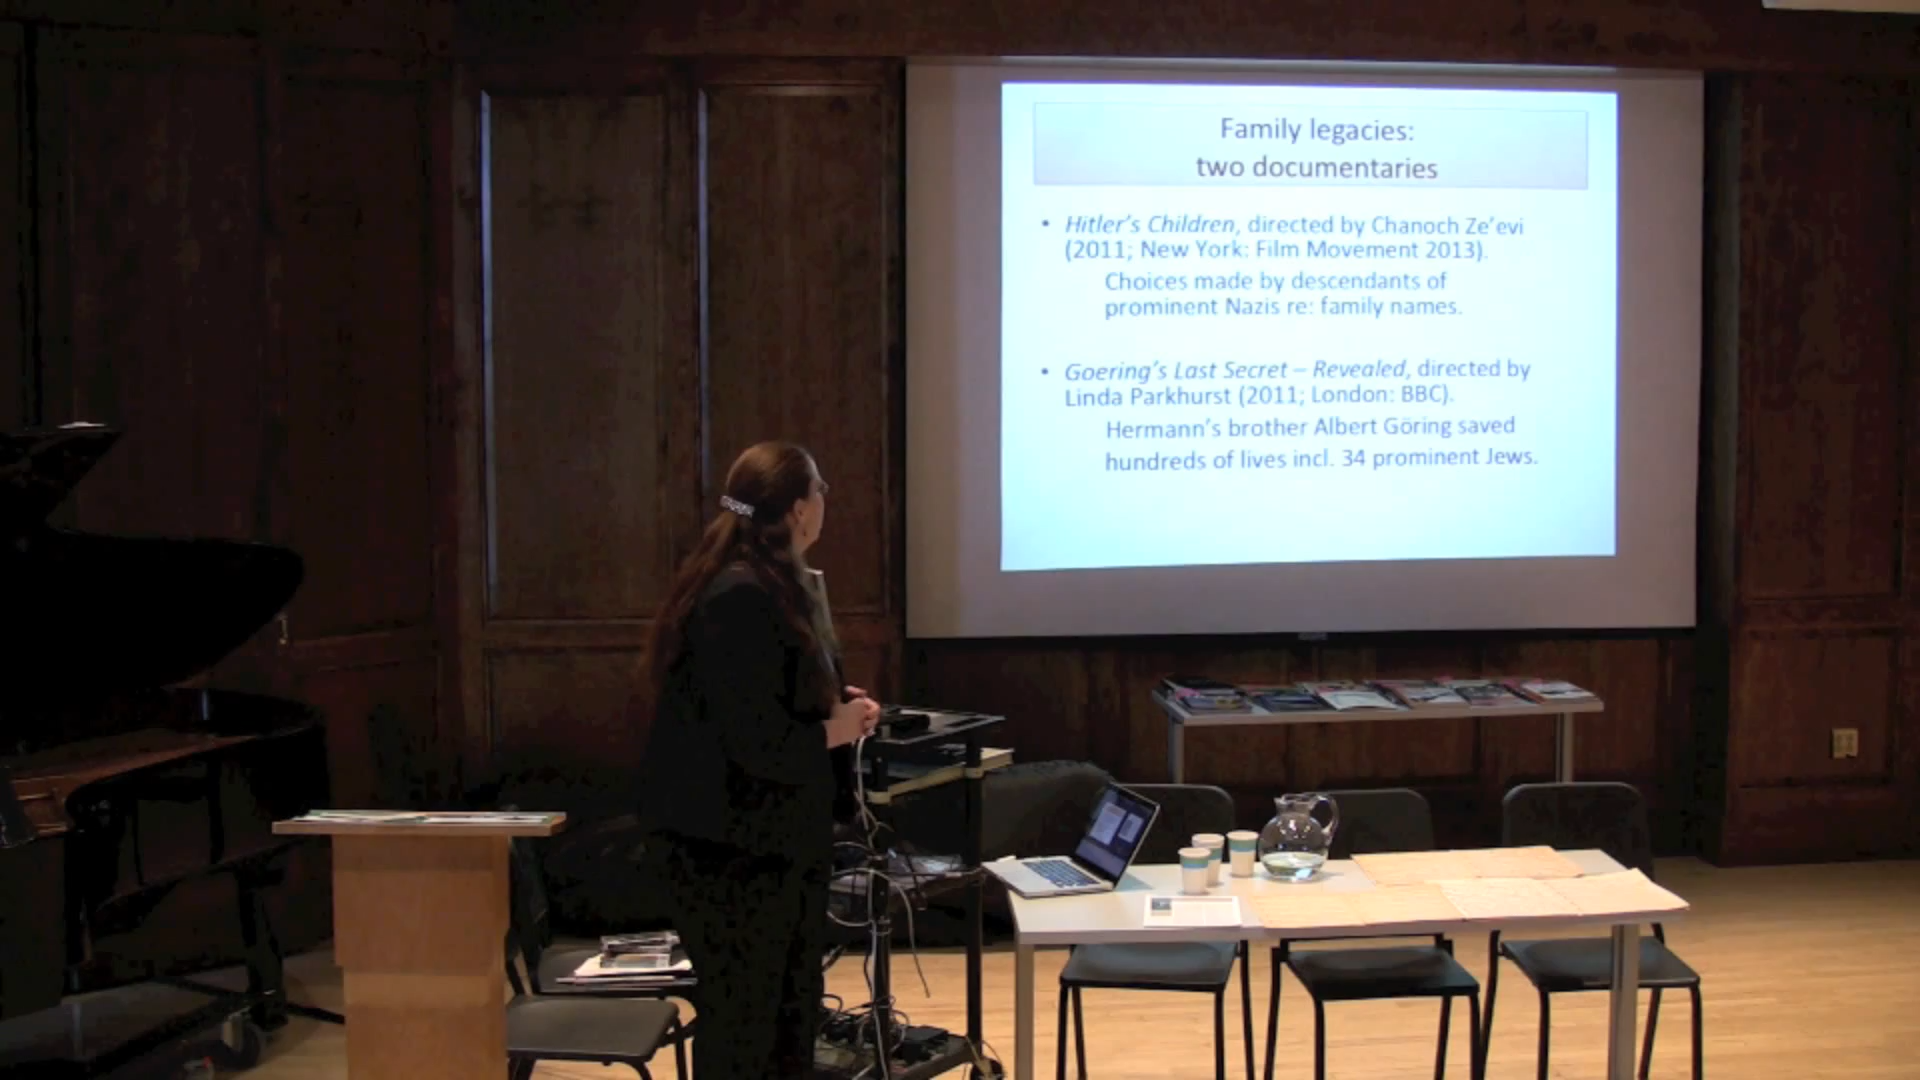 Family legacies:
two documentaries
• Hitler's Children, directed by Chanoch Ze'evi
(2011; New York: Film Movement 2013).
Choices made by descendants of
prominent Nazis re: family names.
• Goering's Last Secret – Revealed, directed by
Linda Parkhurst (2011; London: BBC).
Hermann's brother Albert Göring saved
hundreds of lives incl. 34 prominent Jews.